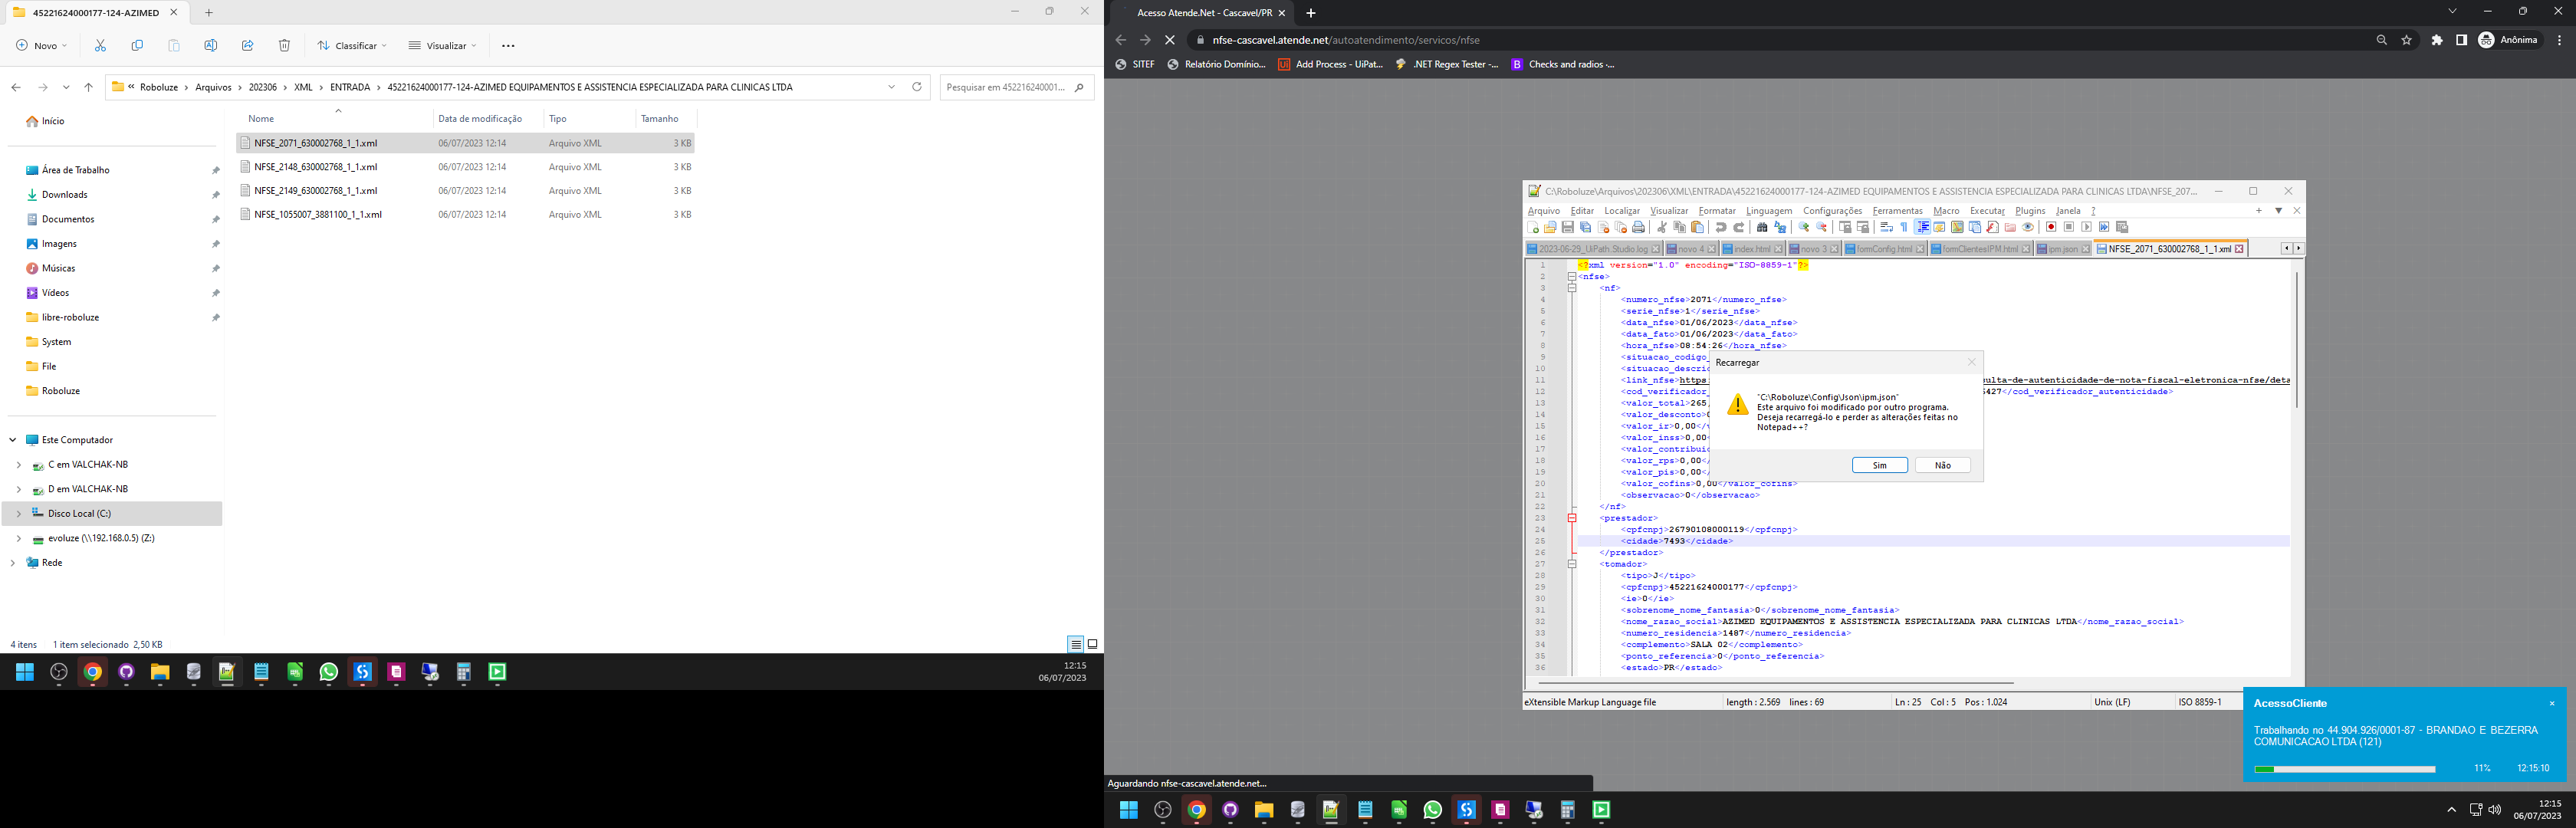 45221624000177-124-AZIMED
Novo
Classificar
Visualizar
Roboluze > Arquivos > 202306 > XML > ENTRADA > 45221624000177-124-AZIMED EQUIPAMENTOS E ASSISTENCIA ESPECIALIZADA PARA CLINICAS LTDA
Pesquisar em 452216240001...
Início
Área de Trabalho
Downloads
Documentos
Imagens
Músicas
Vídeos
libre-roboluze
System
File
Roboluze
Este Computador
C em VALCHAK-NB
D em VALCHAK-NB
Disco Local (C:)
evoluze (\\192.168.0.5) (Z:)
Rede
Nome Data de modificação Tipo Tamanho
NFSE_2071_630002768_1_1.xml 06/07/2023 12:14 Arquivo XML 3 KB
NFSE_2148_630002768_1_1.xml 06/07/2023 12:14 Arquivo XML 3 KB
NFSE_2149_630002768_1_1.xml 06/07/2023 12:14 Arquivo XML 3 KB
NFSE_1055007_3881100_1_1.xml 06/07/2023 12:14 Arquivo XML 3 KB
4 itens 1 item selecionado 2,50 KB
12:15
06/07/2023
Acesso Atende.Net - Cascavel/PR
nfse-cascavel.atende.net/autoatendimento/servicos/nfse
Anônima
SITEF
Relatório Domínio...
Add Process - UiPat...
.NET Regex Tester -...
Checks and radios ·...
C:\Roboluze\Arquivos\202306\XML\ENTRADA\45221624000177-124-AZIMED EQUIPAMENTOS E ASSISTENCIA ESPECIALIZADA PARA CLINICAS LTDA\NFSE_207...
Arquivo Editar Localizar Visualizar Formatar Linguagem Configurações Ferramentas Macro Executar Plugins Janela ?
2023-06-29_UiPath.Studio.log novo 4 index.html novo 3 formConfig.html formClientesIPM.html ipm.json NFSE_2071_630002768_1_1.xml
1 <?xml version="1.0" encoding="ISO-8859-1"?>
2 <nfse>
3 <nf>
4 <numero_nfse>2071</numero_nfse>
5 <serie_nfse>1</serie_nfse>
6 <data_nfse>01/06/2023</data_nfse>
7 <data_fato>01/06/2023</data_fato>
8 <hora_nfse>08:54:26</hora_nfse>
9 <situacao_codigo_
10 <situacao_descric
11 <link_nfse>https: ulta-de-autenticidade-de-nota-fiscal-eletronica-nfse/deta
12 <cod_verificador_ 6427</cod_verificador_autenticidade>
13 <valor_total>265,
14 <valor_desconto>0
15 <valor_ir>0,00</v
16 <valor_inss>0,00<
17 <valor_contribuic
18 <valor_rps>0,00</
19 <valor_pis>0,00</
20 <valor_cofins>0,00</valor_cofins>
21 <observacao>0</observacao>
22 </nf>
23 <prestador>
24 <cpfcnpj>26790108000119</cpfcnpj>
25 <cidade>7493</cidade>
26 </prestador>
27 <tomador>
28 <tipo>J</tipo>
29 <cpfcnpj>45221624000177</cpfcnpj>
30 <ie>0</ie>
31 <sobrenome_nome_fantasia>0</sobrenome_nome_fantasia>
32 <nome_razao_social>AZIMED EQUIPAMENTOS E ASSISTENCIA ESPECIALIZADA PARA CLINICAS LTDA</nome_razao_social>
33 <numero_residencia>1487</numero_residencia>
34 <complemento>SALA 02</complemento>
35 <ponto_referencia>0</ponto_referencia>
36 <estado>PR</estado>
Recarregar
"C:\Roboluze\Config\Json\ipm.json"
Este arquivo foi modificado por outro programa.
Deseja recarregá-lo e perder as alterações feitas no
Notepad++?
Sim
Não
eXtensible Markup Language file length : 2.569 lines : 69 Ln : 25 Col : 5 Pos : 1.024 Unix (LF) ISO 8859-1
AcessoCliente
Trabalhando no 44.904.926/0001-87 - BRANDAO E BEZERRA
COMUNICACAO LTDA (121)
11% 12:15:10
Aguardando nfse-cascavel.atende.net...
12:15
06/07/2023